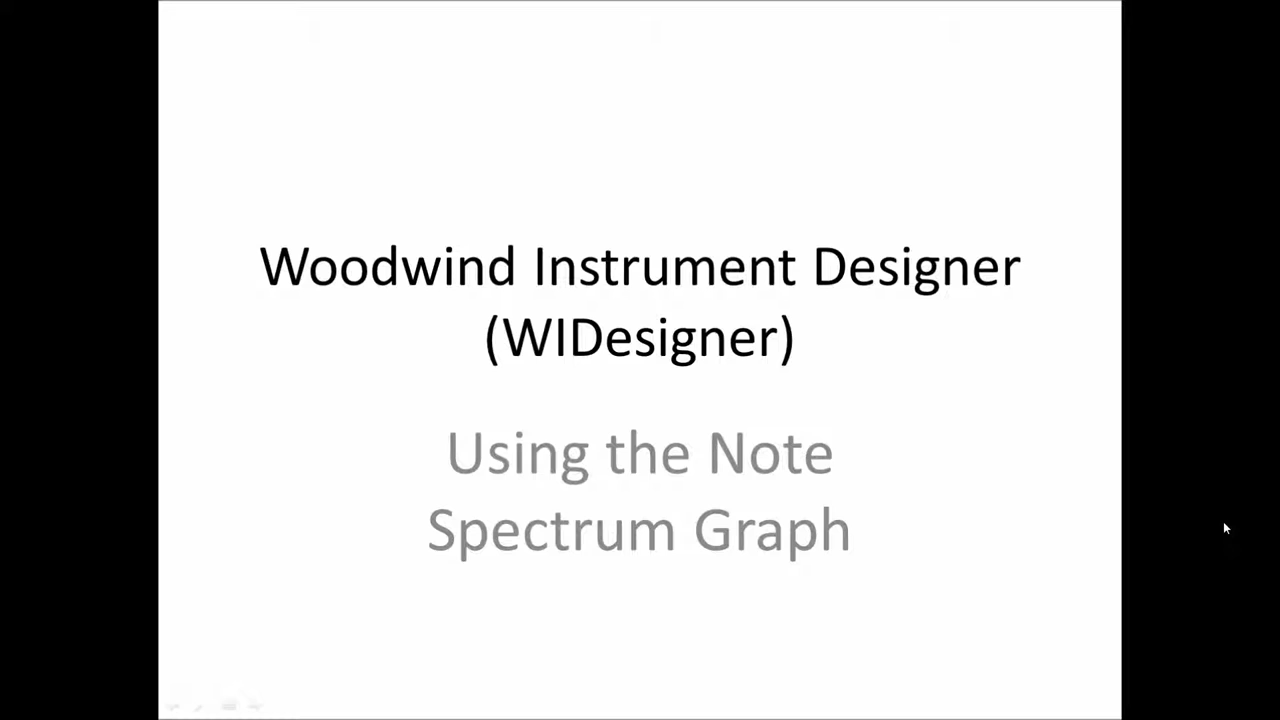 Woodwind Instrument Designer
(WIDesigner)
Using the Note
Spectrum Graph